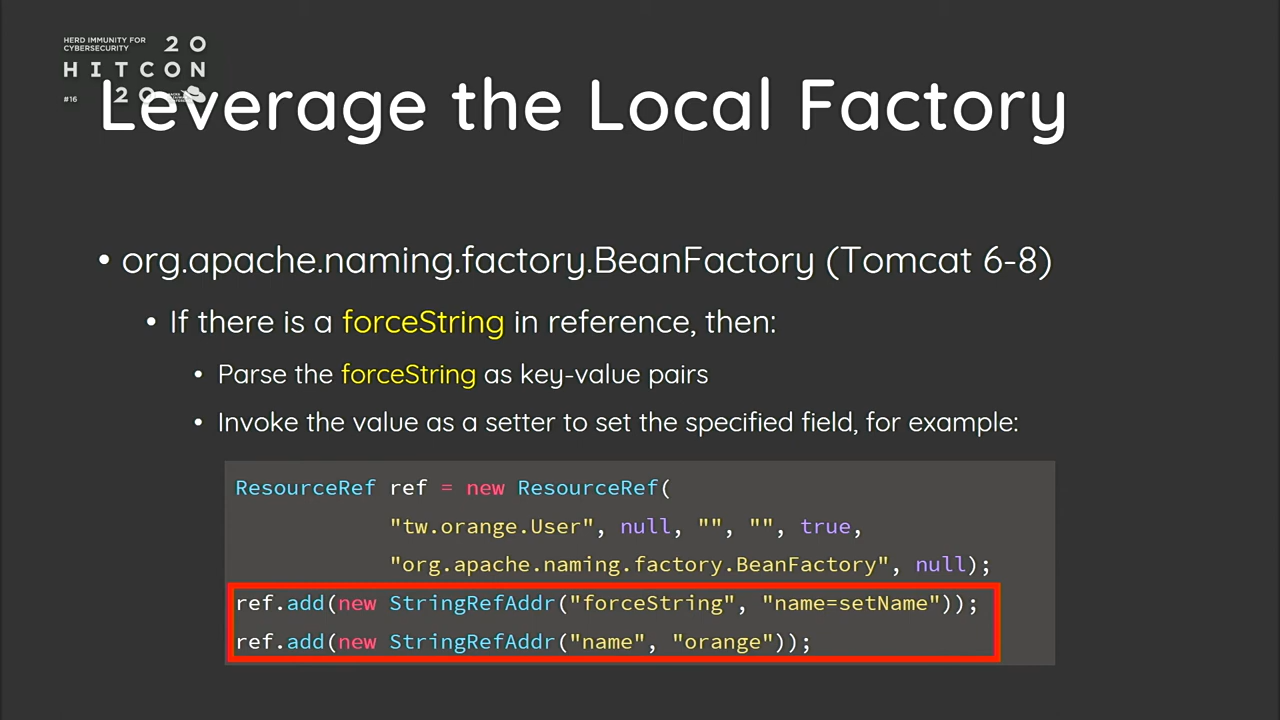 HERD IMMUNITY FOR
CYBERSECURITY
20
HITCON
#16
20
Leverage the Local Factory
• org.apache.naming.factory.BeanFactory (Tomcat 6-8)
• If there is a forceString in reference, then:
• Parse the forceString as key-value pairs
• Invoke the value as a setter to set the specified field, for example:
ResourceRef ref = new ResourceRef(
"tw.orange.User", null, "", "", true,
"org.apache.naming.factory.BeanFactory", null);
ref.add(new StringRefAddr("forceString", "name=setName"));
ref.add(new StringRefAddr("name", "orange"));